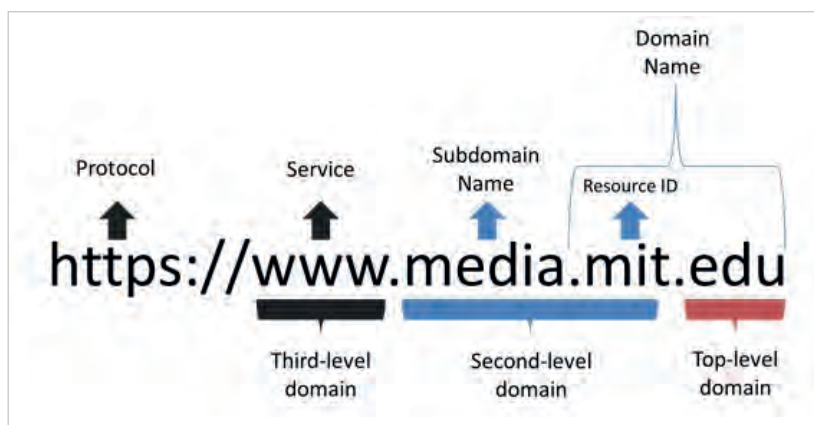 Domain
Name
Protocol
Service
Subdomain
Name
Resource ID
https://www.media.mit.edu
Third-level
domain
Second-level
domain
Top-level
domain